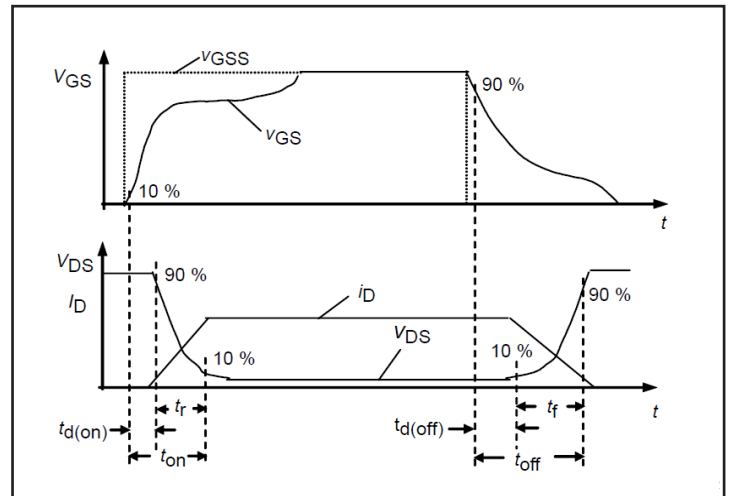 vGSS
VGS
90 %
vGS
10 %
t
VDS
90 %
ID
iD
90 %
VDS
10 %
10 %
tr
tf
t
td(on)
td(off)
ton
toff